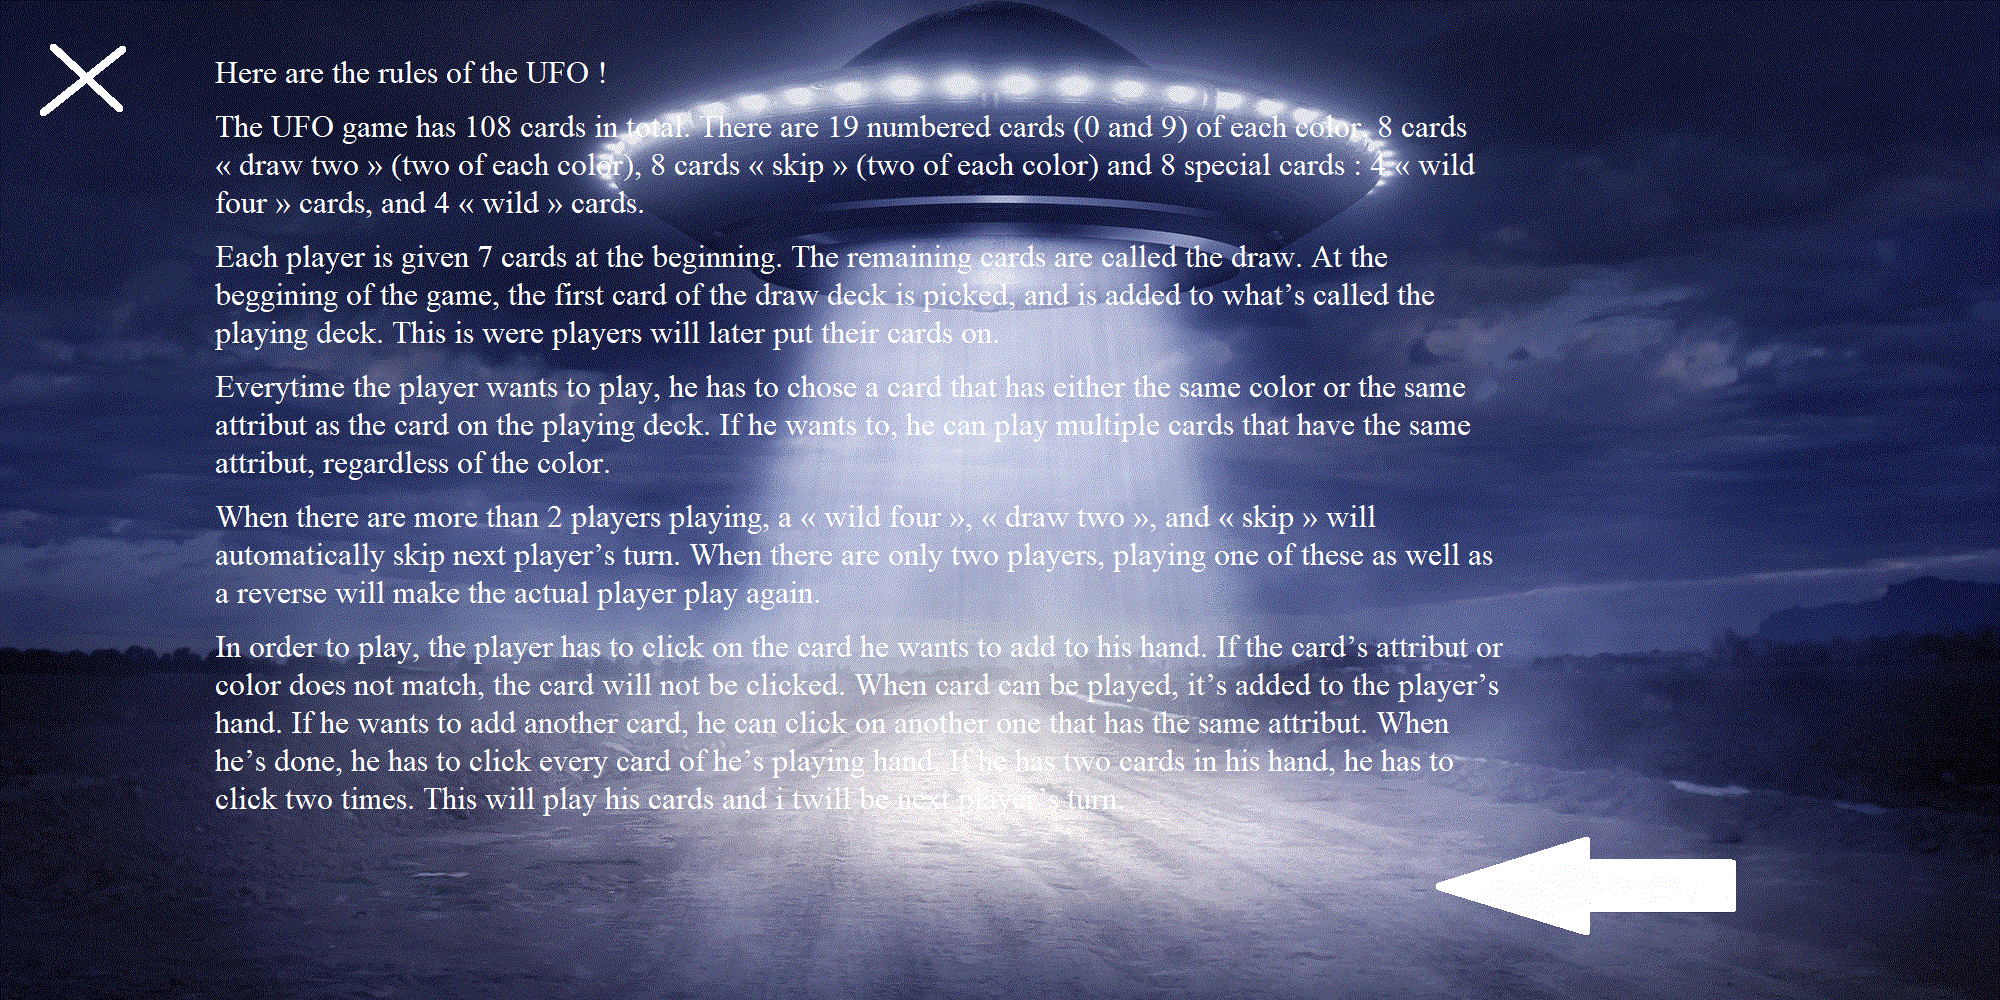 Here are the rules of the UFO !
The UFO game has 108 cards in total. There are 19 numbered cards (0 and 9) of each color, 8 cards
« draw two » (two of each color), 8 cards « skip » (two of each color) and 8 special cards : 4 « wild
four » cards, and 4 « wild » cards.
Each player is given 7 cards at the beginning. The remaining cards are called the draw. At the
beggining of the game, the first card of the draw deck is picked, and is added to what’s called the
playing deck. This is were players will later put their cards on.
Everytime the player wants to play, he has to chose a card that has either the same color or the same
attribut as the card on the playing deck. If he wants to, he can play multiple cards that have the same
attribut, regardless of the color.
When there are more than 2 players playing, a « wild four », « draw two », and « skip » will
automatically skip next player’s turn. When there are only two players, playing one of these as well as
a reverse will make the actual player play again.
In order to play, the player has to click on the card he wants to add to his hand. If the card’s attribut or
color does not match, the card will not be clicked. When card can be played, it’s added to the player’s
hand. If he wants to add another card, he can click on another one that has the same attribut. When
he’s done, he has to click every card of he’s playing hand. If he has two cards in his hand, he has to
click two times. This will play his cards and i twill be next player’s turn.